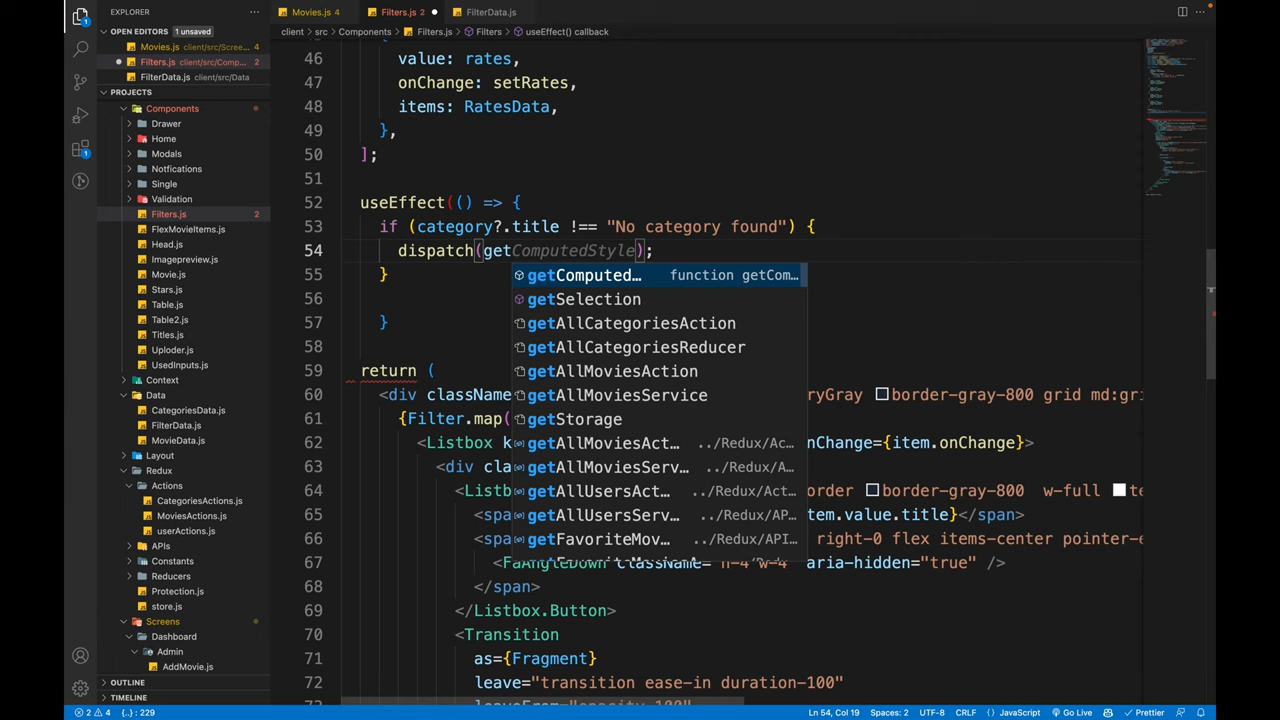 EXPLORER
OPEN EDITORS 1 unsaved
Movies.js client/src/Scree... 4
Filters.js client/src/Comp... 2
FilterData.js client/src/Data
PROJECTS
Components
Drawer
Home
Modals
Notfications
Single
Validation
Filters.js 2
FlexMovieItems.js
Head.js
Imagepreview.js
Movie.js
Stars.js
Table.js
Table2.js
Titles.js
Uploder.js
UsedInputs.js
Context
Data
CategoriesData.js
FilterData.js
MovieData.js
Layout
Redux
Actions
CategoriesActions.js
MoviesActions.js
userActions.js
APIs
Constants
Reducers
Protection.js
store.js
Screens
Dashboard
Admin
AddMovie.js
OUTLINE
TIMELINE
Movies.js 4
Filters.js 2
FilterData.js
client > src > Components > Filters.js > Filters > useEffect() callback
46 value: rates,
47 onChange: setRates,
48 items: RatesData,
49 },
50 ];
51
52 useEffect(() => {
53 if (category?.title !== "No category found") {
54 dispatch(getComputedStyle);
55 }
56
57 }
58
59 return (
60 <div className
61 {Filter.map(
62 <Listbox k
63 <div cla
64 <Listb
65 <spa
66 <spa
67 <FaAngleDown className="h-4 w-4 aria-hidden="true" />
68 </span>
69 </Listbox.Button>
70 <Transition
71 as={Fragment}
72 leave="transition ease-in duration-100"
leaveFrom="opacity-100"
getComputed... function getCom...
getSelection
getAllCategoriesAction
getAllCategoriesReducer
getAllMoviesAction
getAllMoviesService
getStorage
getAllMoviesAct... ../Redux/Ac...
getAllMoviesServ... ../Redux/A...
getAllUsersAct... ../Redux/Act...
getAllUsersServ... ../Redux/AP...
getFavoriteMov... ../Redux/API...
ryGray border-gray-800 grid md:gri
onChange={item.onChange}>
order border-gray-800 w-full te
tem.value.title}</span>
right-0 flex items-center pointer-e
2 4 {..} : 229
Ln 54, Col 19 Spaces: 2 UTF-8 CRLF JavaScript Go Live Prettier